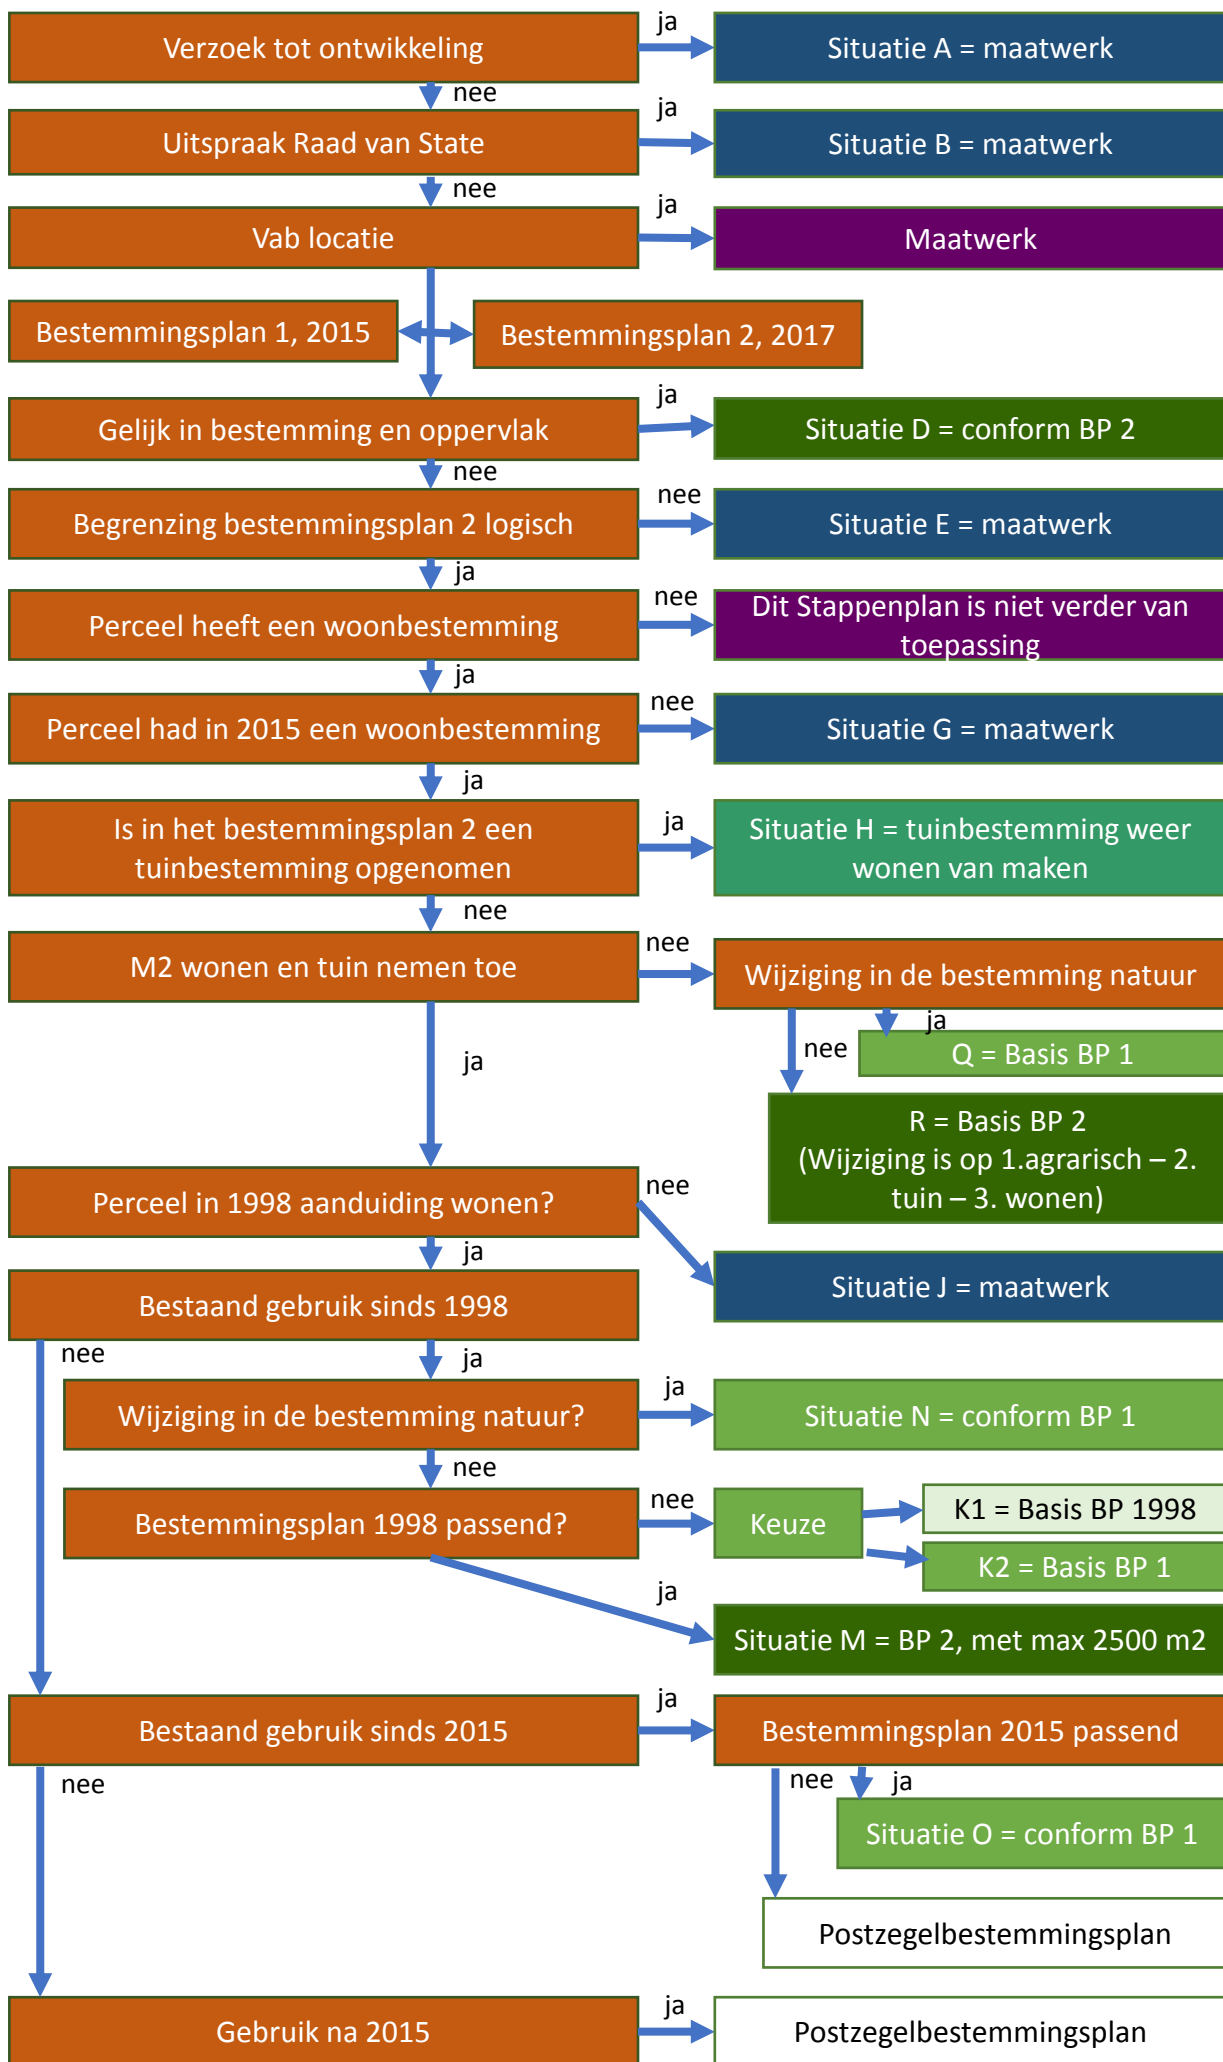 Verzoek tot ontwikkeling
ja
Situatie A = maatwerk
nee
Uitspraak Raad van State
ja
Situatie B = maatwerk
nee
Vab locatie
ja
Maatwerk
Bestemmingsplan 1, 2015
Bestemmingsplan 2, 2017
Gelijk in bestemming en oppervlak
ja
Situatie D = conform BP 2
nee
Begrenzing bestemmingsplan 2 logisch
nee
Situatie E = maatwerk
ja
Perceel heeft een woonbestemming
nee
Dit Stappenplan is niet verder van
toepassing
ja
Perceel had in 2015 een woonbestemming
nee
Situatie G = maatwerk
ja
Is in het bestemmingsplan 2 een
tuinbestemming opgenomen
ja
Situatie H = tuinbestemming weer
wonen van maken
nee
M2 wonen en tuin nemen toe
nee
Wijziging in de bestemming natuur
ja
Q = Basis BP 1
nee
R = Basis BP 2
(Wijziging is op 1.agrarisch – 2.
tuin – 3. wonen)
ja
Perceel in 1998 aanduiding wonen?
nee
Situatie J = maatwerk
ja
Bestaand gebruik sinds 1998
nee
ja
Wijziging in de bestemming natuur?
ja
Situatie N = conform BP 1
nee
Bestemmingsplan 1998 passend?
nee
Keuze
K1 = Basis BP 1998
K2 = Basis BP 1
ja
Situatie M = BP 2, met max 2500 m2
Bestaand gebruik sinds 2015
ja
Bestemmingsplan 2015 passend
nee
nee
ja
Situatie O = conform BP 1
Postzegelbestemmingsplan
Gebruik na 2015
ja
Postzegelbestemmingsplan